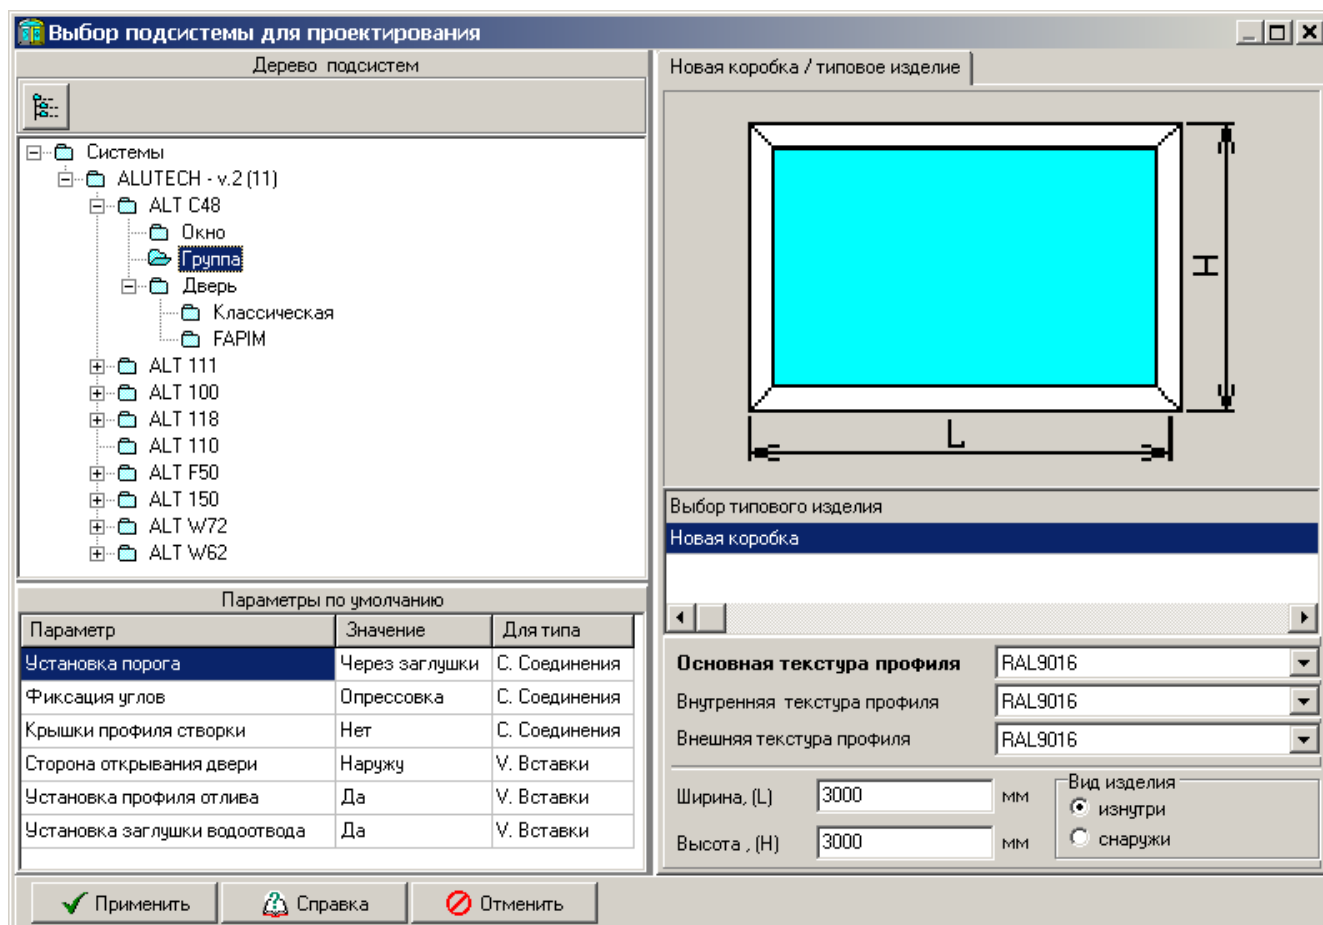 Выбор подсистемы для проектирования
Дерево подсистем
Системы
ALUTECH - v.2 (11)
ALT C48
Окно
Группа
Дверь
Классическая
FAPIM
ALT 111
ALT 100
ALT 118
ALT 110
ALT F50
ALT 150
ALT W72
ALT W62
Параметры по умолчанию
Параметр Значение Для типа
Установка порога Через заглушки С. Соединения
Фиксация углов Опрессовка С. Соединения
Крышки профиля створки Нет С. Соединения
Сторона открывания двери Наружу V. Вставки
Установка профиля отлива Да V. Вставки
Установка заглушки водоотвода Да V. Вставки
Новая коробка / типовое изделие
H
L
Выбор типового изделия
Новая коробка
Основная текстура профиля RAL9016
Внутренняя текстура профиля RAL9016
Внешняя текстура профиля RAL9016
Ширина, (L) 3000 мм
Высота , (H) 3000 мм
Вид изделия
изнутри
снаружи
Применить Справка Отменить